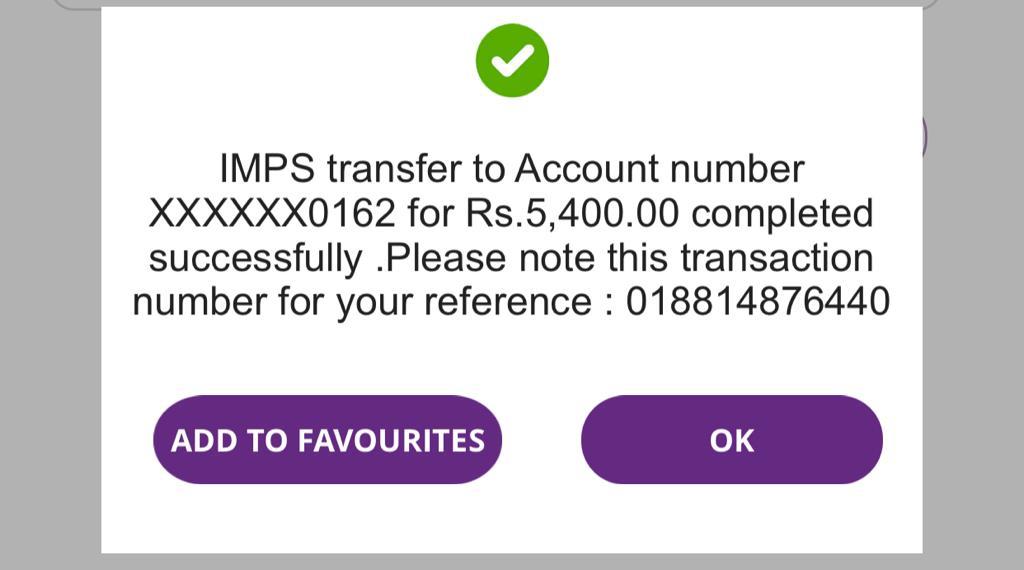 IMPS transfer to Account number
XXXXXX0162 for Rs.5,400.00 completed
successfully .Please note this transaction
number for your reference : 018814876440
ADD TO FAVOURITES
OK